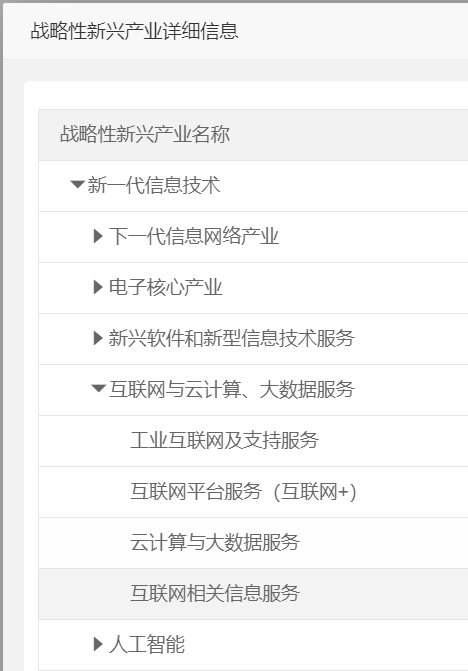 战略性新兴产业详细信息
战略性新兴产业名称
新一代信息技术
下一代信息网络产业
电子核心产业
新兴软件和新型信息技术服务
互联网与云计算、大数据服务
工业互联网及支持服务
互联网平台服务（互联网+）
云计算与大数据服务
互联网相关信息服务
人工智能